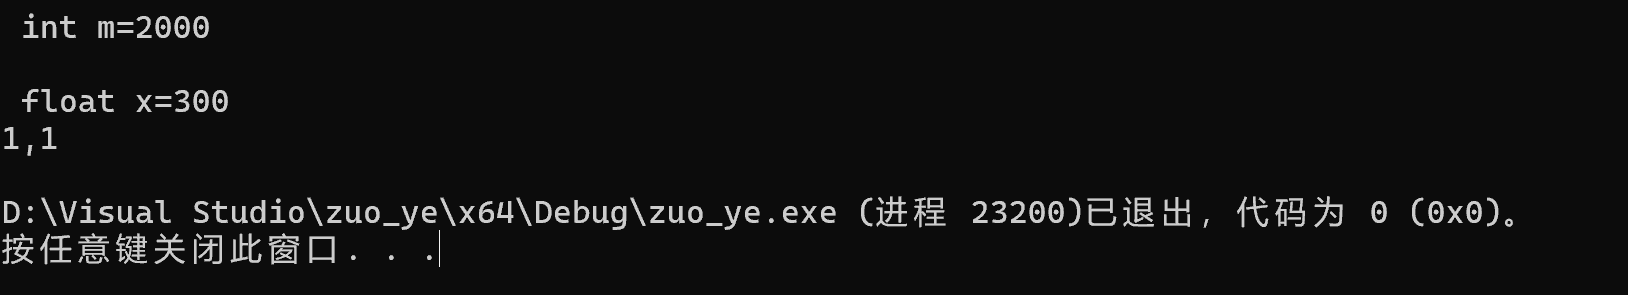 int m=2000
float x=300
1,1
D:\Visual Studio\zuo_ye\x64\Debug\zuo_ye.exe (进程 23200)已退出，代码为 0 (0x0)。
按任意键关闭此窗口. . .